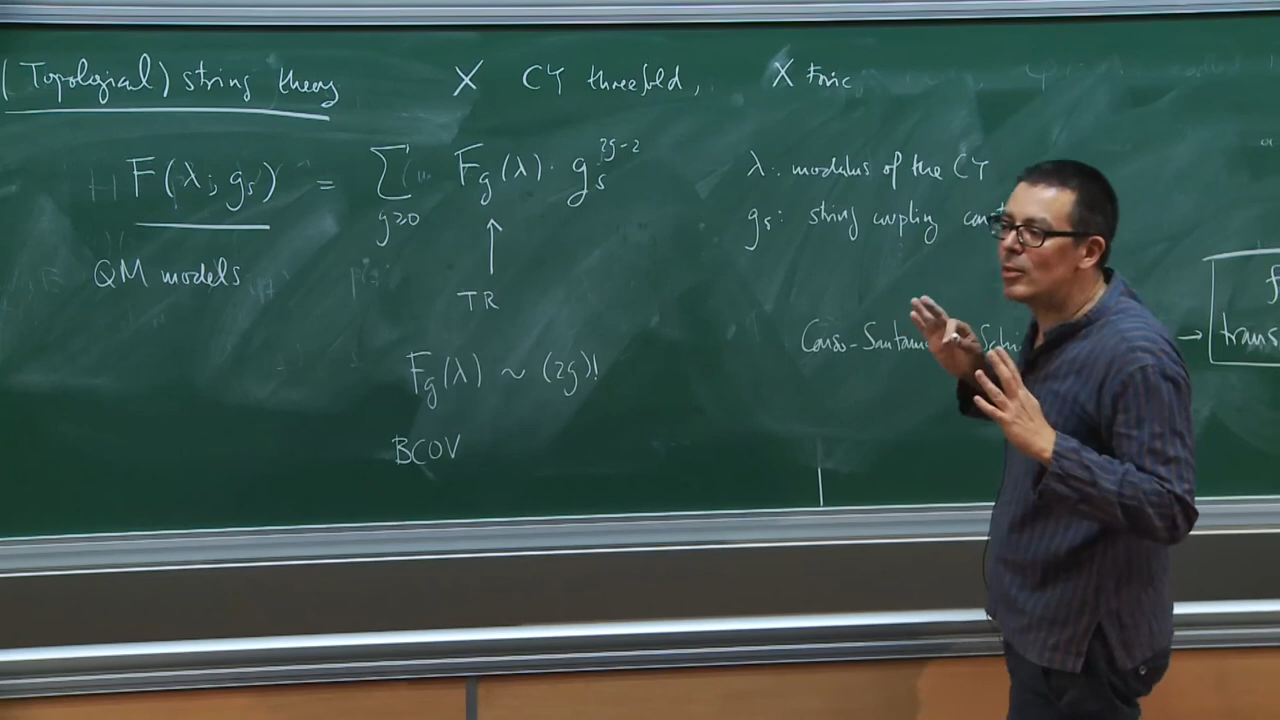 (Topological) string theory X CY threefold, X toric
F(λ; gs) = ∑ g≥0 Fg(λ) · gs^2g-2
λ: modulus of the CY
gs: string coupling
QM models
↑
TR
Fg(λ) ~ (2g)!
BCOV
→
trans